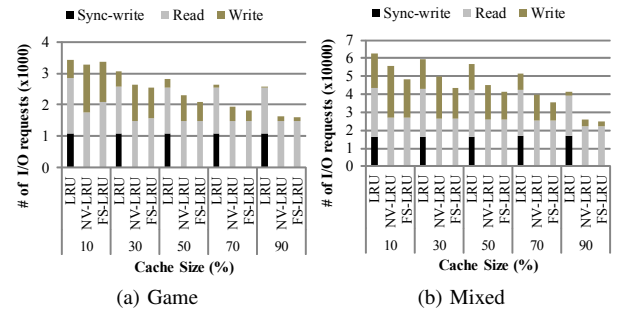 Sync-write Read Write
# of I/O requests (x1000)
4
3
2
1
0
LRU NV-LRU FS-LRU LRU NV-LRU FS-LRU LRU NV-LRU FS-LRU LRU NV-LRU FS-LRU LRU NV-LRU FS-LRU
10 30 50 70 90
Cache Size (%)
(a) Game
Sync-write Read Write
# of I/O requests (x10000)
7
6
5
4
3
2
1
0
LRU NV-LRU FS-LRU LRU NV-LRU FS-LRU LRU NV-LRU FS-LRU LRU NV-LRU FS-LRU LRU NV-LRU FS-LRU
10 30 50 70 90
Cache Size (%)
(b) Mixed